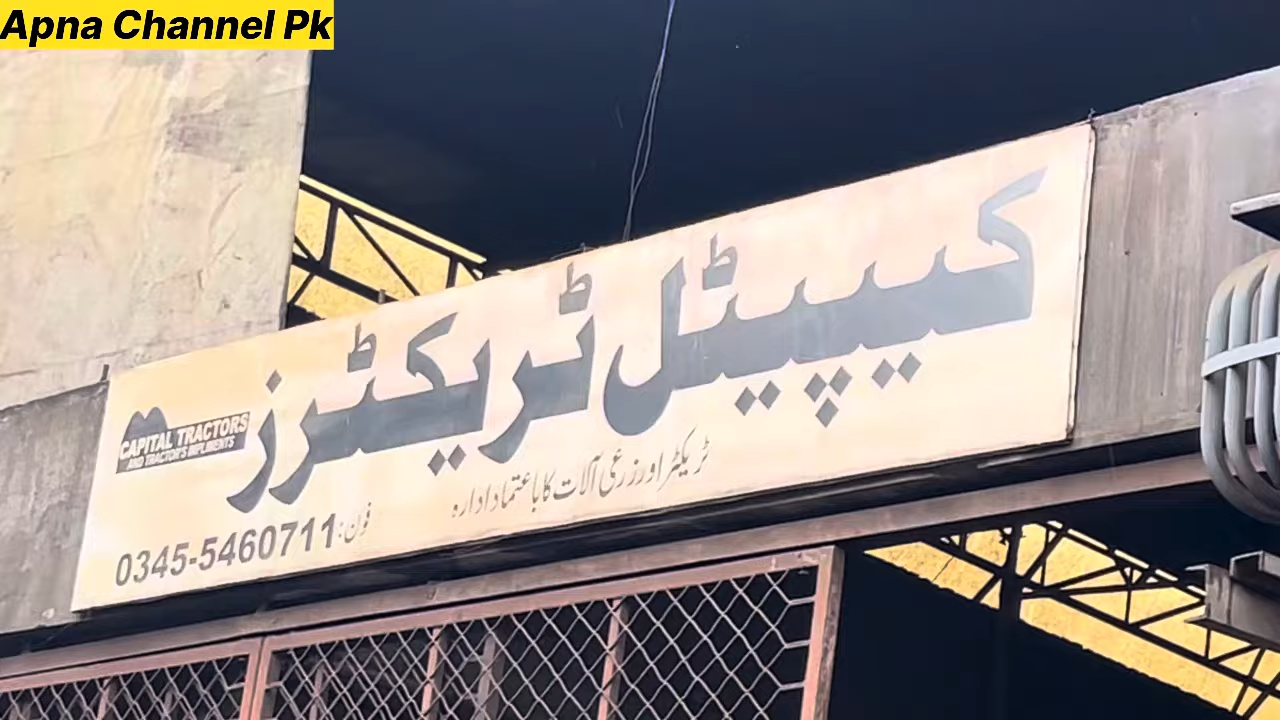 Apna Channel Pk
کیپیٹل ٹریکٹرز
CAPITAL TRACTORS
AND TRACTOR'S IMPLIMENTS
ٹریکٹر اور زرعی آلات کا با اعتماد ادارہ
فون: 0345-5460711